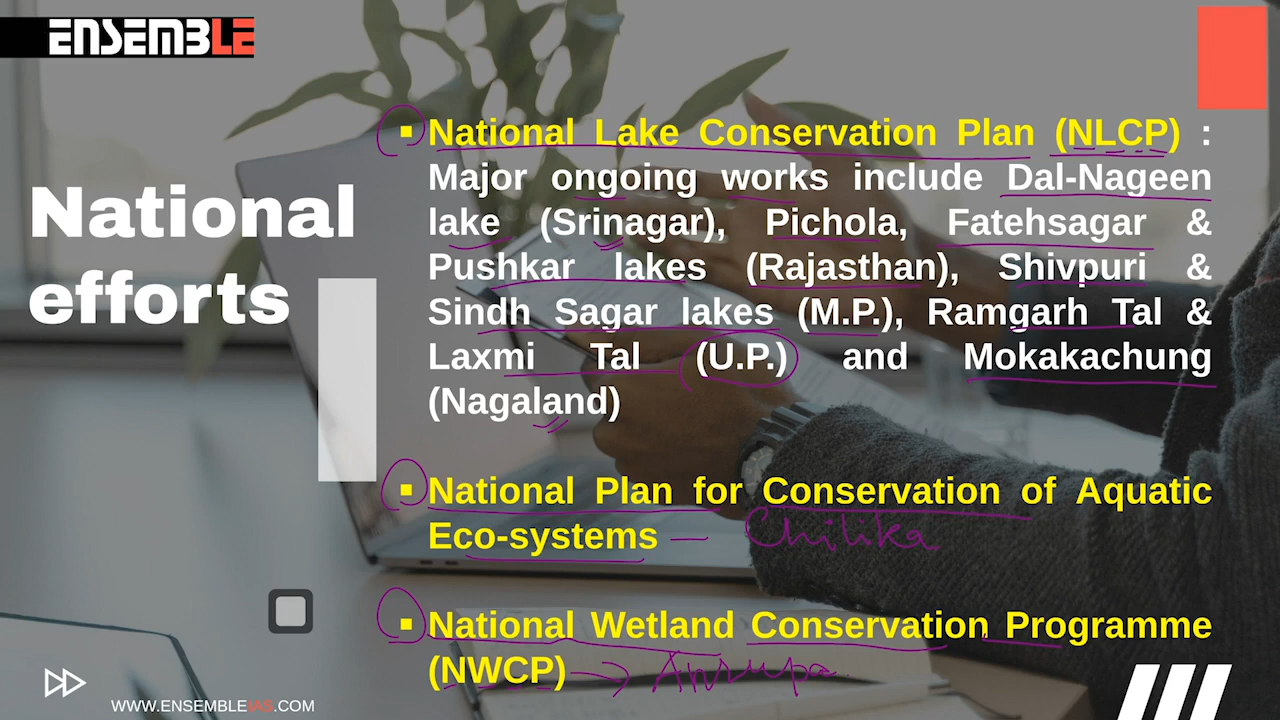 ENSEMBLE
National
efforts
▪ National Lake Conservation Plan (NLCP) :
Major ongoing works include Dal-Nageen
lake (Srinagar), Pichola, Fatehsagar &
Pushkar lakes (Rajasthan), Shivpuri &
Sindh Sagar lakes (M.P.), Ramgarh Tal &
Laxmi Tal (U.P.) and Mokakachung
(Nagaland)
▪ National Plan for Conservation of Aquatic
Eco-systems — Chilika
▪ National Wetland Conservation Programme
(NWCP) →
WWW.ENSEMBLEIAS.COM